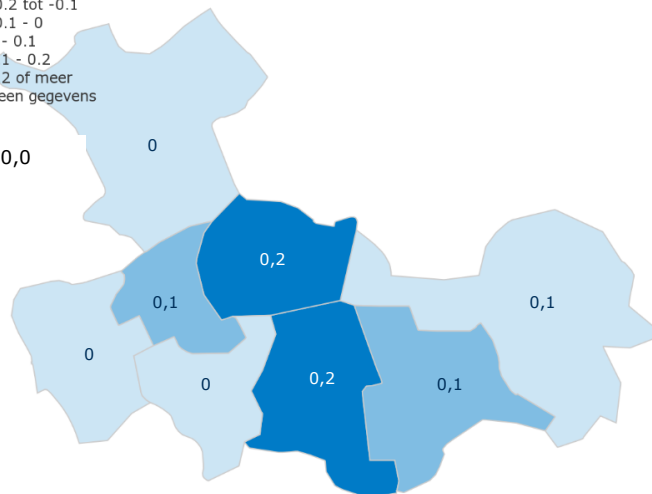 0.2 tot -0.1
0.1 - 0
- 0.1
1 - 0.2
2 of meer
een gegevens
0
0,0
0,2
0,1
0,1
0
0,2
0
0,1